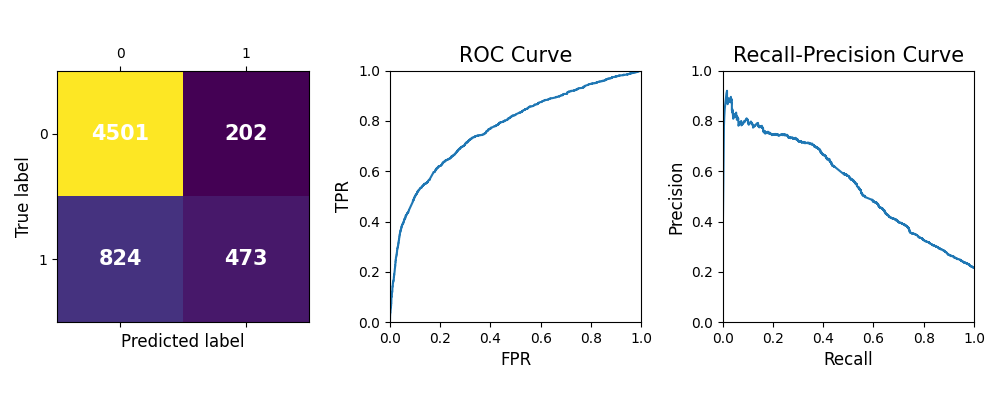 0 1
True label
0
4501 202
1
824 473
Predicted label
ROC Curve
TPR
1.0
0.8
0.6
0.4
0.2
0.0
0.0 0.2 0.4 0.6 0.8 1.0
FPR
Recall-Precision Curve
Precision
1.0
0.8
0.6
0.4
0.2
0.0
0.0 0.2 0.4 0.6 0.8 1.0
Recall